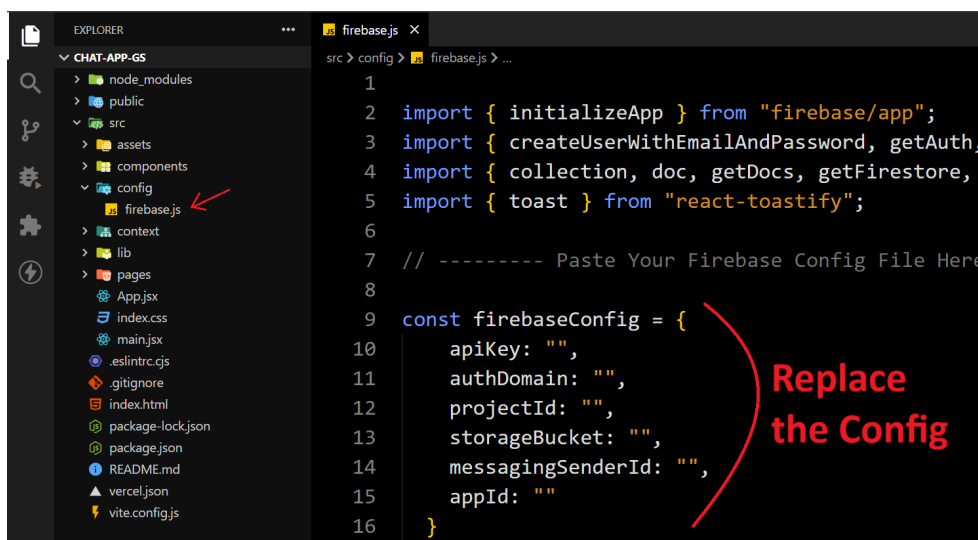 EXPLORER
CHAT-APP-GS
node_modules
public
src
assets
components
config
firebase.js
context
lib
pages
App.jsx
index.css
main.jsx
.eslintrc.cjs
.gitignore
index.html
package-lock.json
package.json
README.md
vercel.json
vite.config.js
JS firebase.js
src > config > JS firebase.js > ...
1
2 import { initializeApp } from "firebase/app";
3 import { createUserWithEmailAndPassword, getAuth,
4 import { collection, doc, getDocs, getFirestore,
5 import { toast } from "react-toastify";
6
7 // --------- Paste Your Firebase Config File Here
8
9 const firebaseConfig = {
10 apiKey: "",
11 authDomain: "",
12 projectId: "",
13 storageBucket: "",
14 messagingSenderId: "",
15 appId: ""
16 }
Replace
the Config